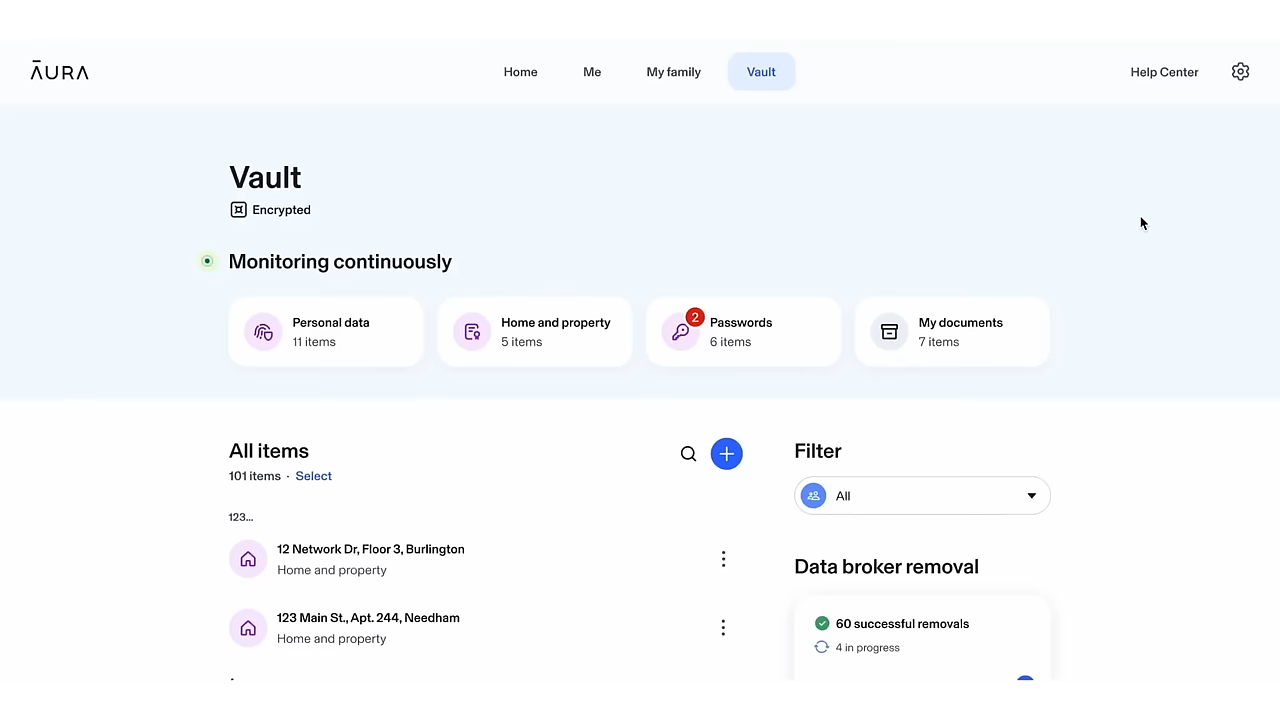 ĀURA
Home
Me
My family
Vault
Help Center
Vault
Encrypted
Monitoring continuously
Personal data
11 items
Home and property
5 items
2
Passwords
6 items
My documents
7 items
All items
101 items · Select
123...
12 Network Dr, Floor 3, Burlington
Home and property
123 Main St., Apt. 244, Needham
Home and property
Filter
All
Data broker removal
60 successful removals
4 in progress